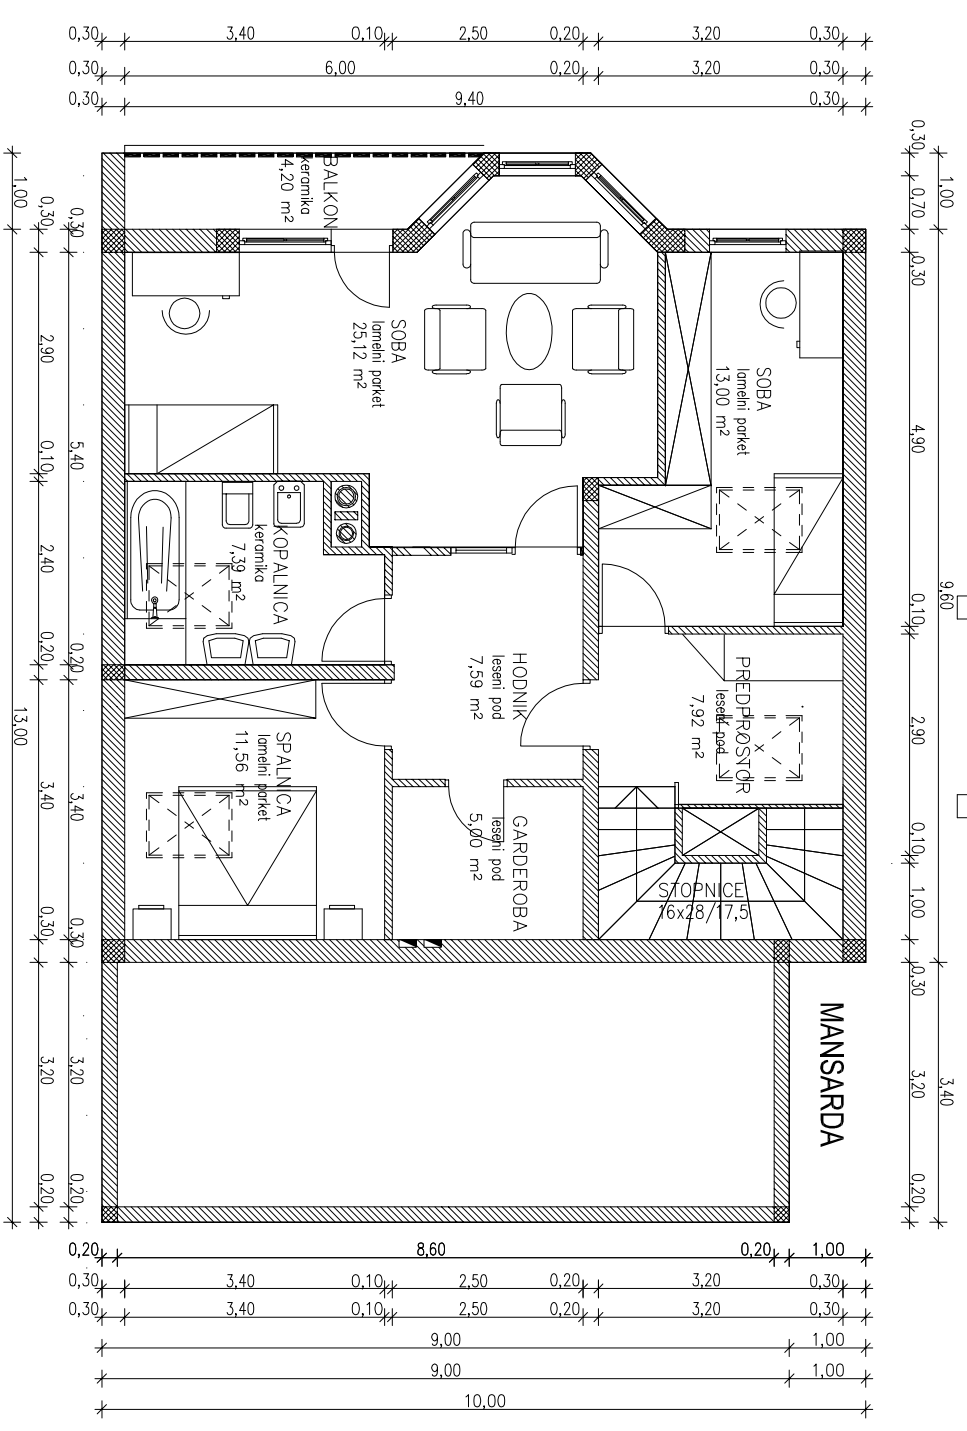 0,30 3,40 0,10 2,50 0,20 3,20 0,30
0,30 6,00 0,20 3,20 0,30
0,30 9,40 0,30
1,00
13,00
0,30
2,90
0,10
2,40
0,20
3,40
0,30
3,20
0,20
0,30
5,40
0,20
3,40
0,30
3,20
0,20
BALKON
keramika
4,20 m²
SOBA
lamelni parket
25,12 m²
SOBA
lamelni parket
13,00 m²
KOPALNICA
keramika
7,39 m²
HODNIK
leseni pod
7,59 m²
PREDPROSTOR
leseni pod
7,92 m²
SPALNICA
lamelni parket
11,56 m²
GARDEROBA
leseni pod
5,00 m²
STOPNICE
16x28/17,5
MANSARDA
0,30
0,70
0,30
4,90
0,10
2,90
0,10
1,00
0,30
3,20
0,20
1,00
9,60
3,40
0,20 8,60 0,20 1,00
0,30 3,40 0,10 2,50 0,20 3,20 0,30
0,30 3,40 0,10 2,50 0,20 3,20 0,30
9,00 1,00
9,00 1,00
10,00